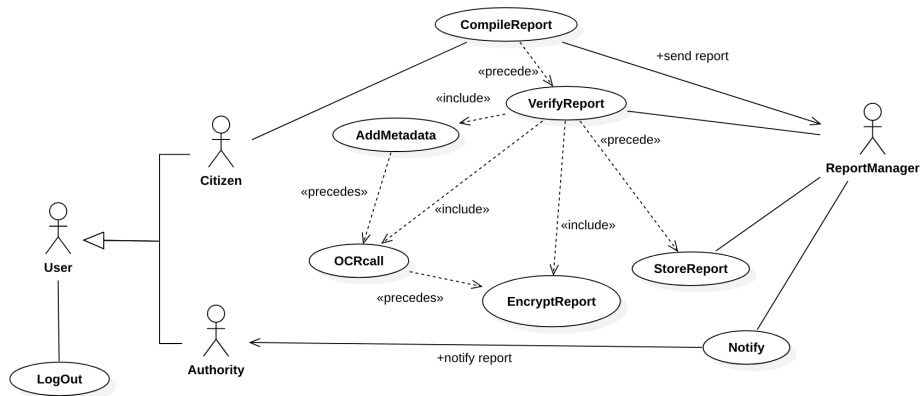 CompileReport
+send report
«precede»
«include»
VerifyReport
AddMetadata
«precede»
ReportManager
Citizen
«precedes»
«include»
«include»
OCRcall
User
StoreReport
«precedes»
EncryptReport
Notify
+notify report
Authority
LogOut